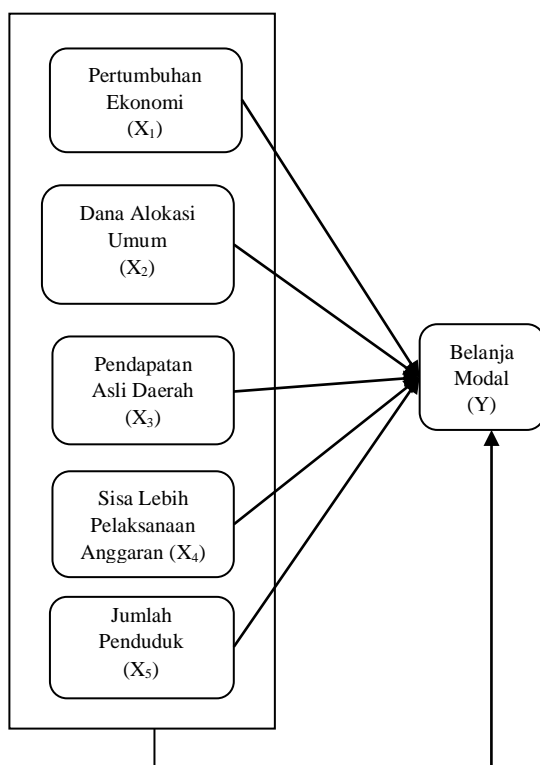 Pertumbuhan
Ekonomi
(X₁)
Dana Alokasi
Umum
(X₂)
Pendapatan
Asli Daerah
(X₃)
Sisa Lebih
Pelaksanaan
Anggaran (X₄)
Jumlah
Penduduk
(X₅)
Belanja
Modal
(Y)